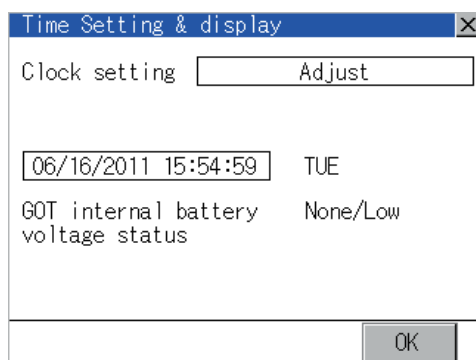 Time Setting & display
Clock setting Adjust
06/16/2011 15:54:59 TUE
GOT internal battery None/Low
voltage status
OK